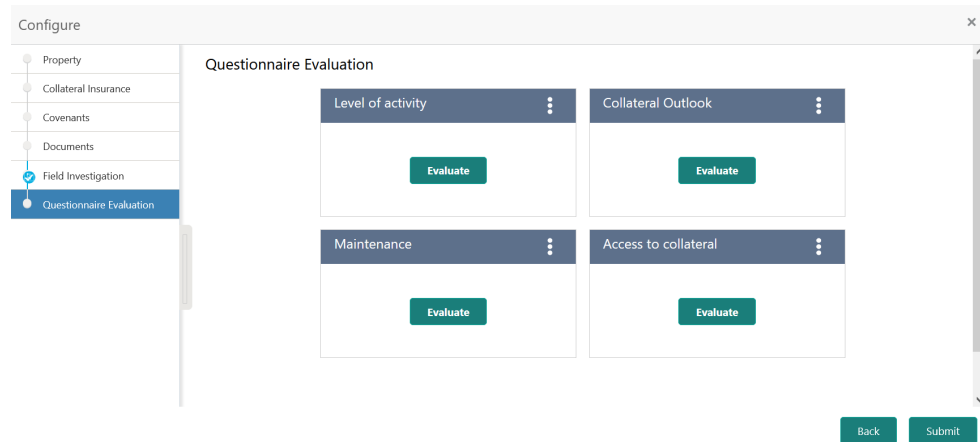 Configure
Property
Collateral Insurance
Covenants
Documents
Field Investigation
Questionnaire Evaluation
Questionnaire Evaluation
Level of activity
Collateral Outlook
Evaluate
Evaluate
Maintenance
Access to collateral
Evaluate
Evaluate
Back
Submit